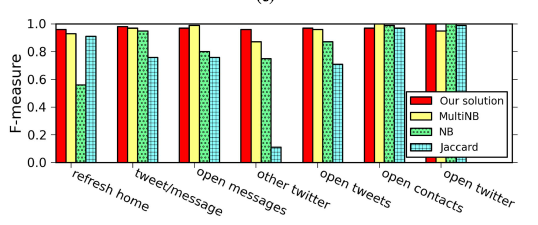 1.0
0.8
0.6
0.4
0.2
0.0
F-measure
Our solution
MultiNB
NB
Jaccard
refresh home
tweet/message
open messages
other twitter
open tweets
open contacts
open twitter